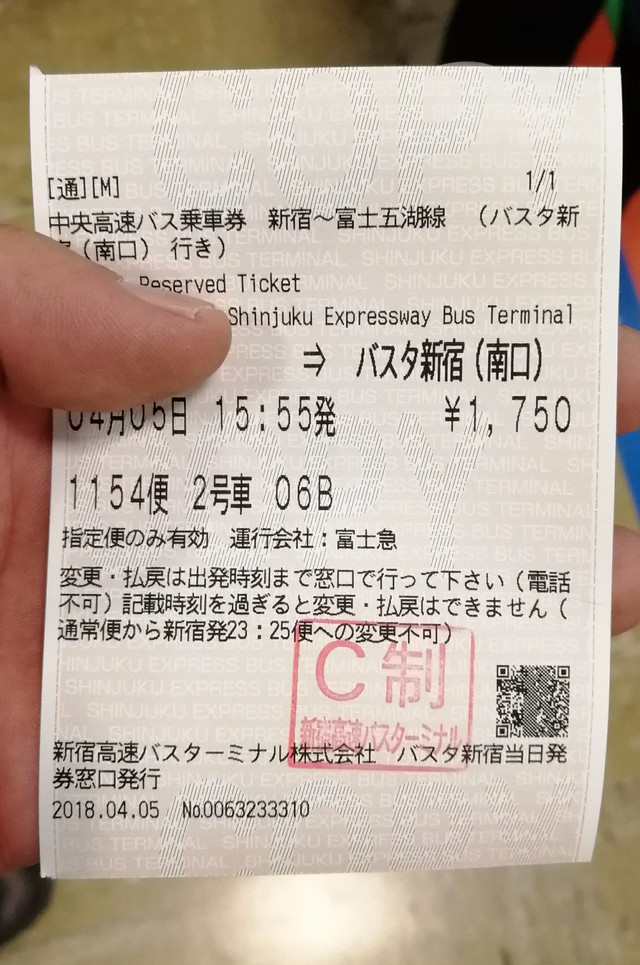 [通][M] 1/1
中央高速バス乗車券 新宿～富士五湖線 （バスタ新
（南口） 行き）
Reserved Ticket
Shinjuku Expressway Bus Terminal
⇒ バスタ新宿（南口）
04月05日 15:55発 ¥1,750
1154便 2号車 06B
指定便のみ有効 運行会社：富士急
変更・払戻は出発時刻まで窓口で行って下さい（電話
不可）記載時刻を過ぎると変更・払戻はできません（
通常便から新宿発23：25便への変更不可）
C制
新宿高速バスターミナル
新宿高速バスターミナル株式会社 バスタ新宿当日発
券窓口発行
2018.04.05 No.0063233310